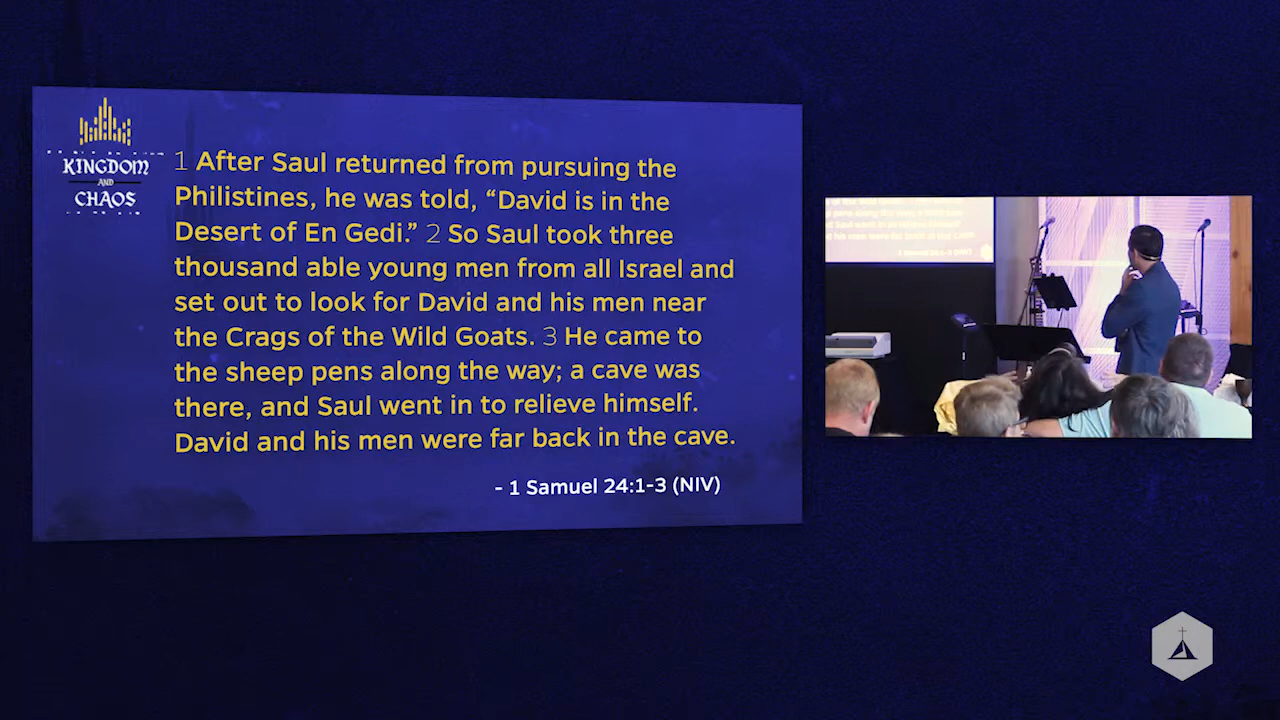 KINGDOM
AND
CHAOS
1 After Saul returned from pursuing the
Philistines, he was told, “David is in the
Desert of En Gedi.” 2 So Saul took three
thousand able young men from all Israel and
set out to look for David and his men near
the Crags of the Wild Goats. 3 He came to
the sheep pens along the way; a cave was
there, and Saul went in to relieve himself.
David and his men were far back in the cave.
- 1 Samuel 24:1-3 (NIV)